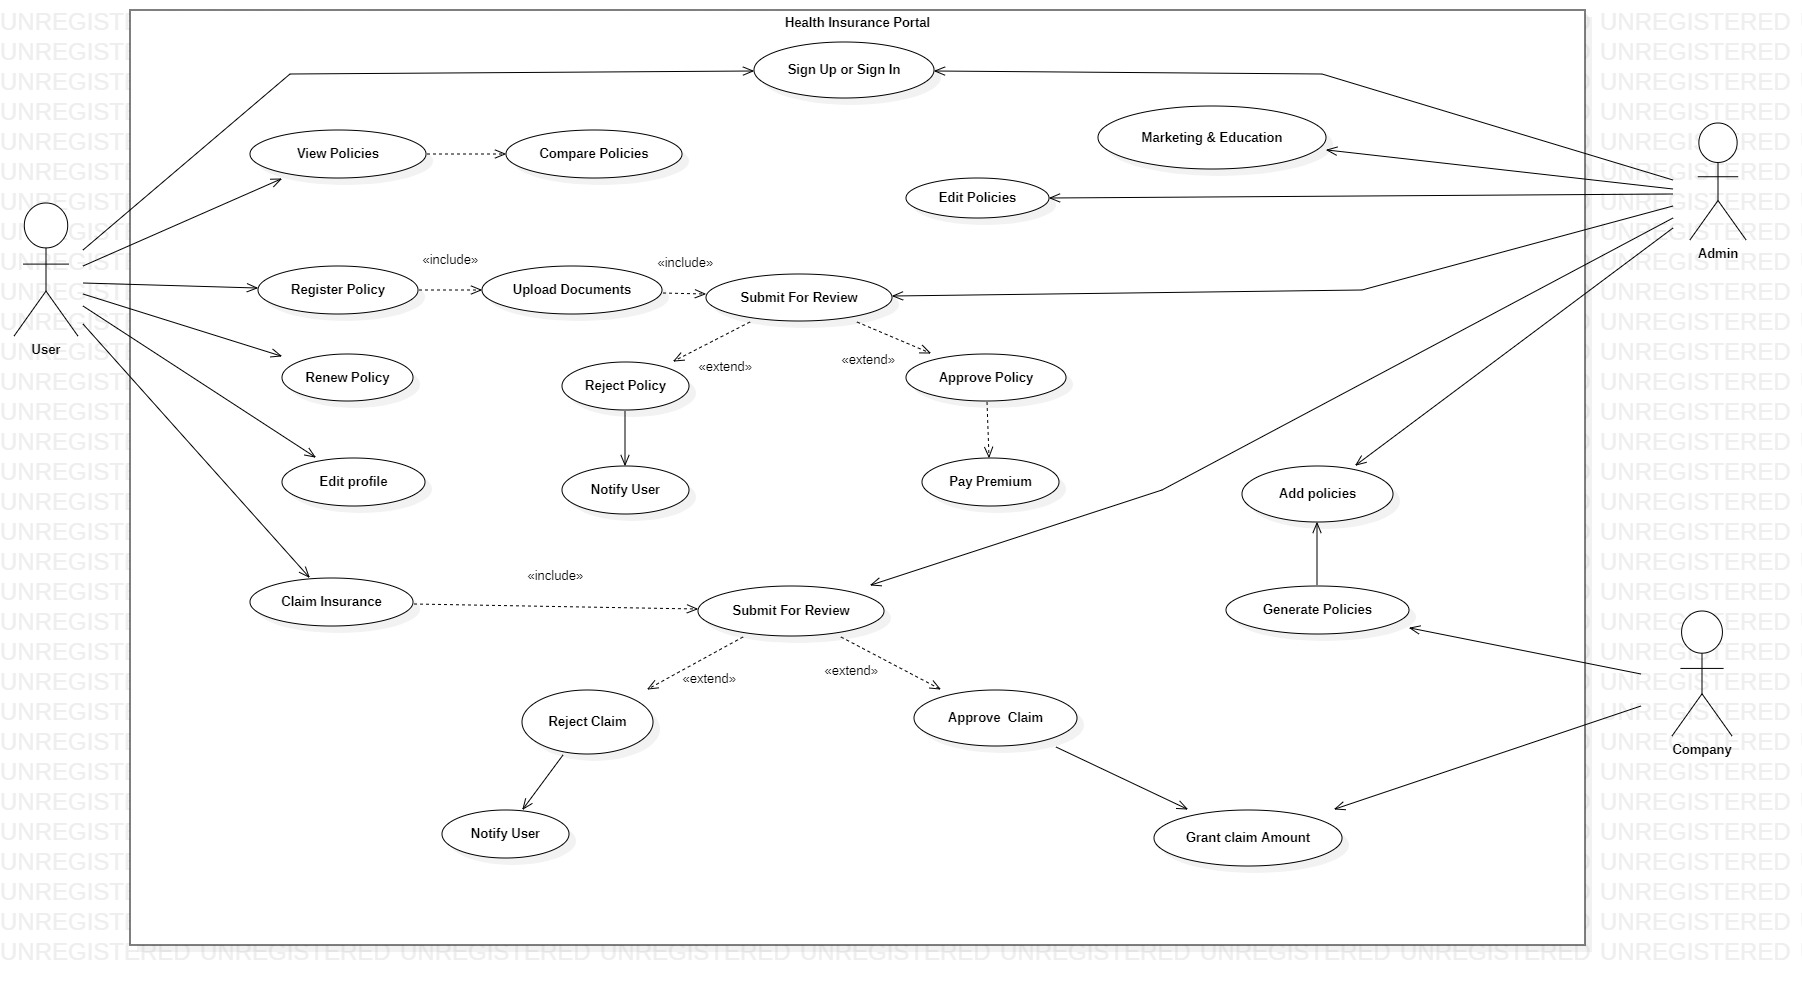 Health Insurance Portal
Sign Up or Sign In
Marketing & Education
View Policies
Compare Policies
Edit Policies
Admin
«include»
«include»
Register Policy
Upload Documents
Submit For Review
User
«extend»
«extend»
Renew Policy
Reject Policy
Approve Policy
Edit profile
Notify User
Pay Premium
Add policies
«include»
Claim Insurance
Submit For Review
Generate Policies
«extend»
«extend»
Reject Claim
Approve  Claim
Company
Notify User
Grant claim Amount
UNREGISTERED UNREGISTERED UNREGISTERED UNREGISTERED UNREGISTERED UNREGISTERED UNREGISTERED UNREGISTERED UNREGISTERED